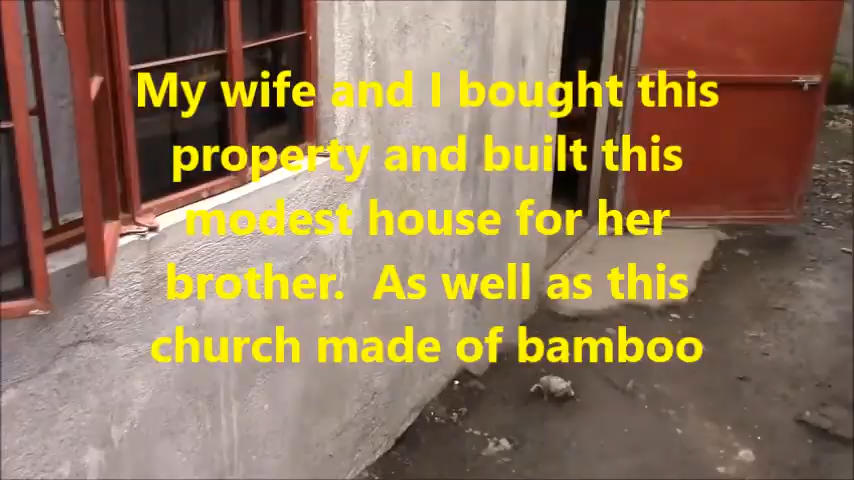 My wife and I bought this
property and built this
modest house for her
brother.  As well as this
church made of bamboo